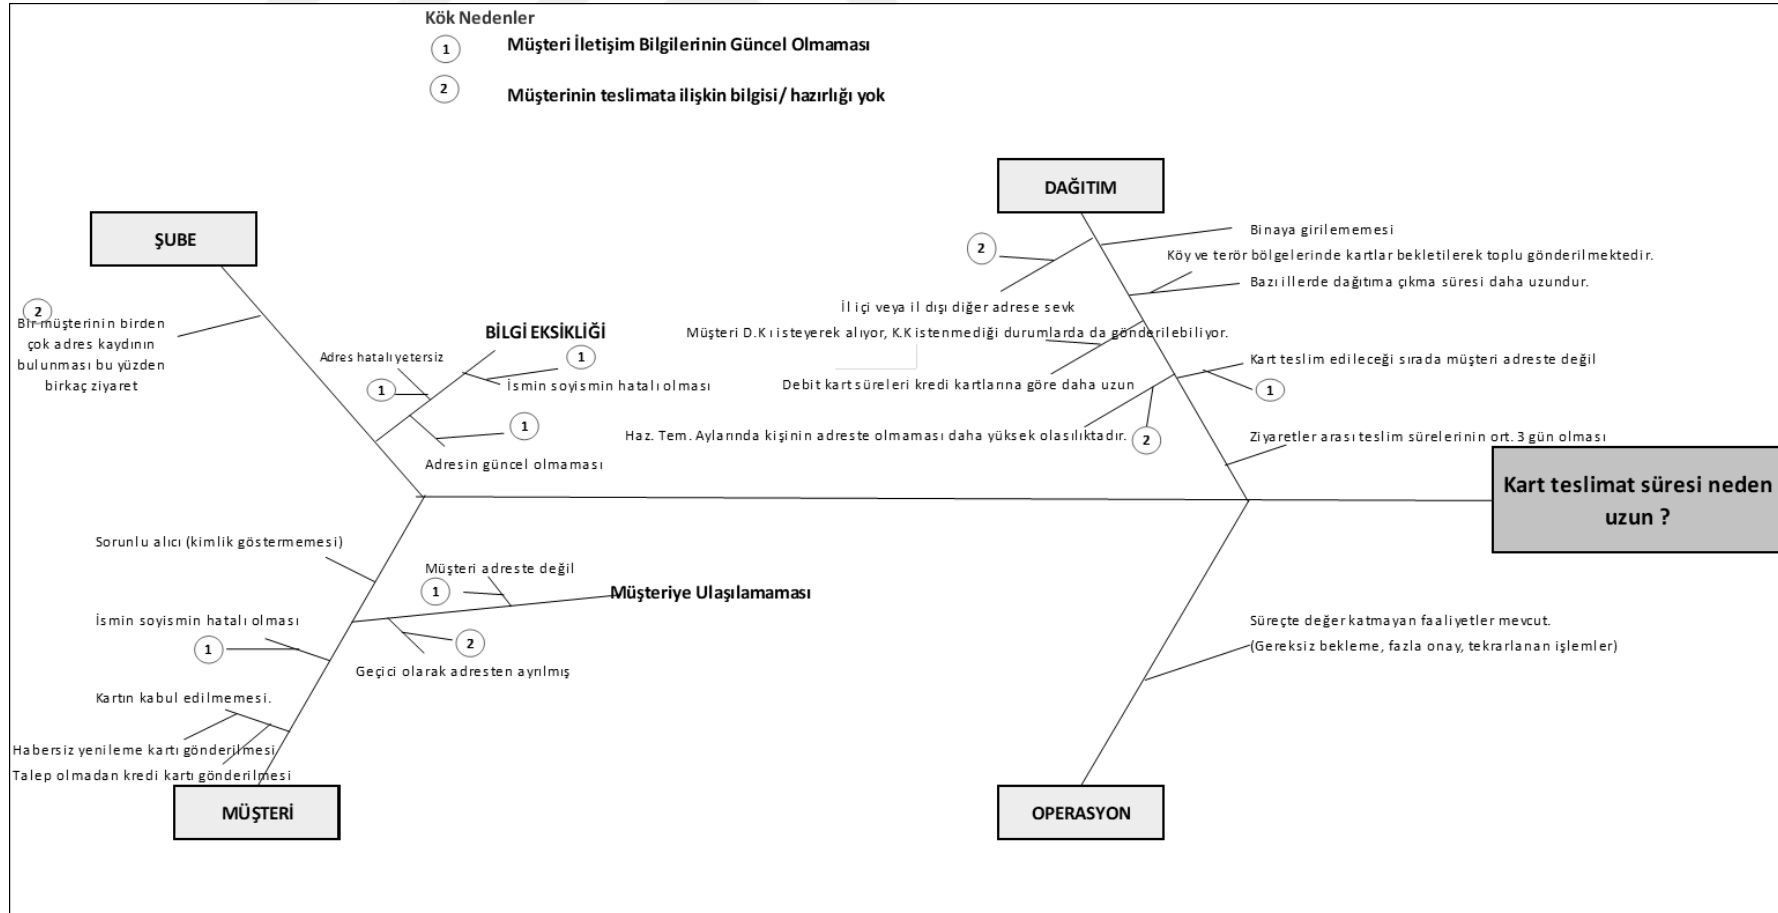 Kök Nedenler
1 Müşteri İletişim Bilgilerinin Güncel Olmaması
2 Müşterinin teslimata ilişkin bilgisi/ hazırlığı yok
ŞUBE
2
Bir müşterinin birden
çok adres kaydının
bulunması bu yüzden
birkaç ziyaret
BİLGİ EKSİKLİĞİ
Adres hatalı yetersiz
1
1
İsmin soyismin hatalı olması
1
Adresin güncel olmaması
DAĞITIM
2
Binaya girilememesi
Köy ve terör bölgelerinde kartlar bekletilerek toplu gönderilmektedir.
Bazı illerde dağıtıma çıkma süresi daha uzundur.
İl içi veya il dışı diğer adrese sevk
Müşteri D.K ı isteyerek alıyor, K.K istenmediği durumlarda da gönderilebiliyor.
Kart teslim edileceği sırada müşteri adreste değil
1
Debit kart süreleri kredi kartlarına göre daha uzun
Haz. Tem. Aylarında kişinin adreste olmaması daha yüksek olasılıktadır.
2
Ziyaretler arası teslim sürelerinin ort. 3 gün olması
Kart teslimat süresi neden
uzun ?
Sorunlu alıcı (kimlik göstermemesi)
Müşteri adreste değil
1
Müşteriye Ulaşılamaması
İsmin soyismin hatalı olması
1
2
Geçici olarak adresten ayrılmış
Kartın kabul edilmemesi.
Habersiz yenileme kartı gönderilmesi
Talep olmadan kredi kartı gönderilmesi
MÜŞTERİ
Süreçte değer katmayan faaliyetler mevcut.
(Gereksiz bekleme, fazla onay, tekrarlanan işlemler)
OPERASYON